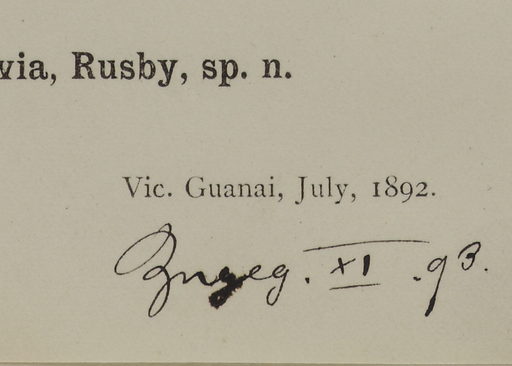 via, Rusby, sp. n.
Vic. Guanai, July, 1892.
Zugeg. XI. 93.